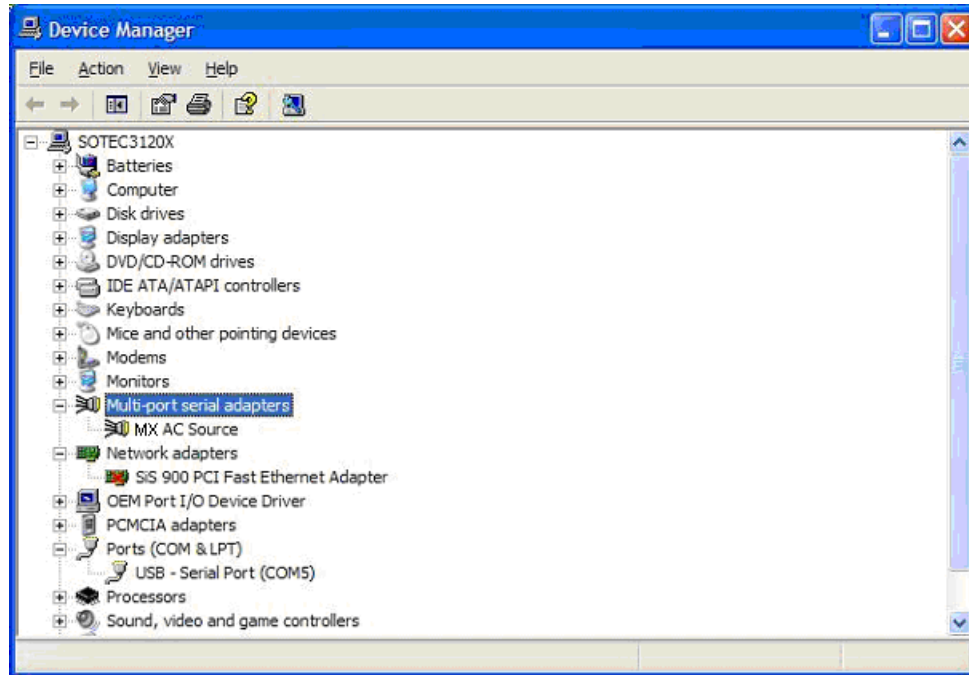 Device Manager
File Action View Help
SOTEC3120X
Batteries
Computer
Disk drives
Display adapters
DVD/CD-ROM drives
IDE ATA/ATAPI controllers
Keyboards
Mice and other pointing devices
Modems
Monitors
Multi-port serial adapters
MX AC Source
Network adapters
SiS 900 PCI Fast Ethernet Adapter
OEM Port I/O Device Driver
PCMCIA adapters
Ports (COM & LPT)
USB - Serial Port (COM5)
Processors
Sound, video and game controllers